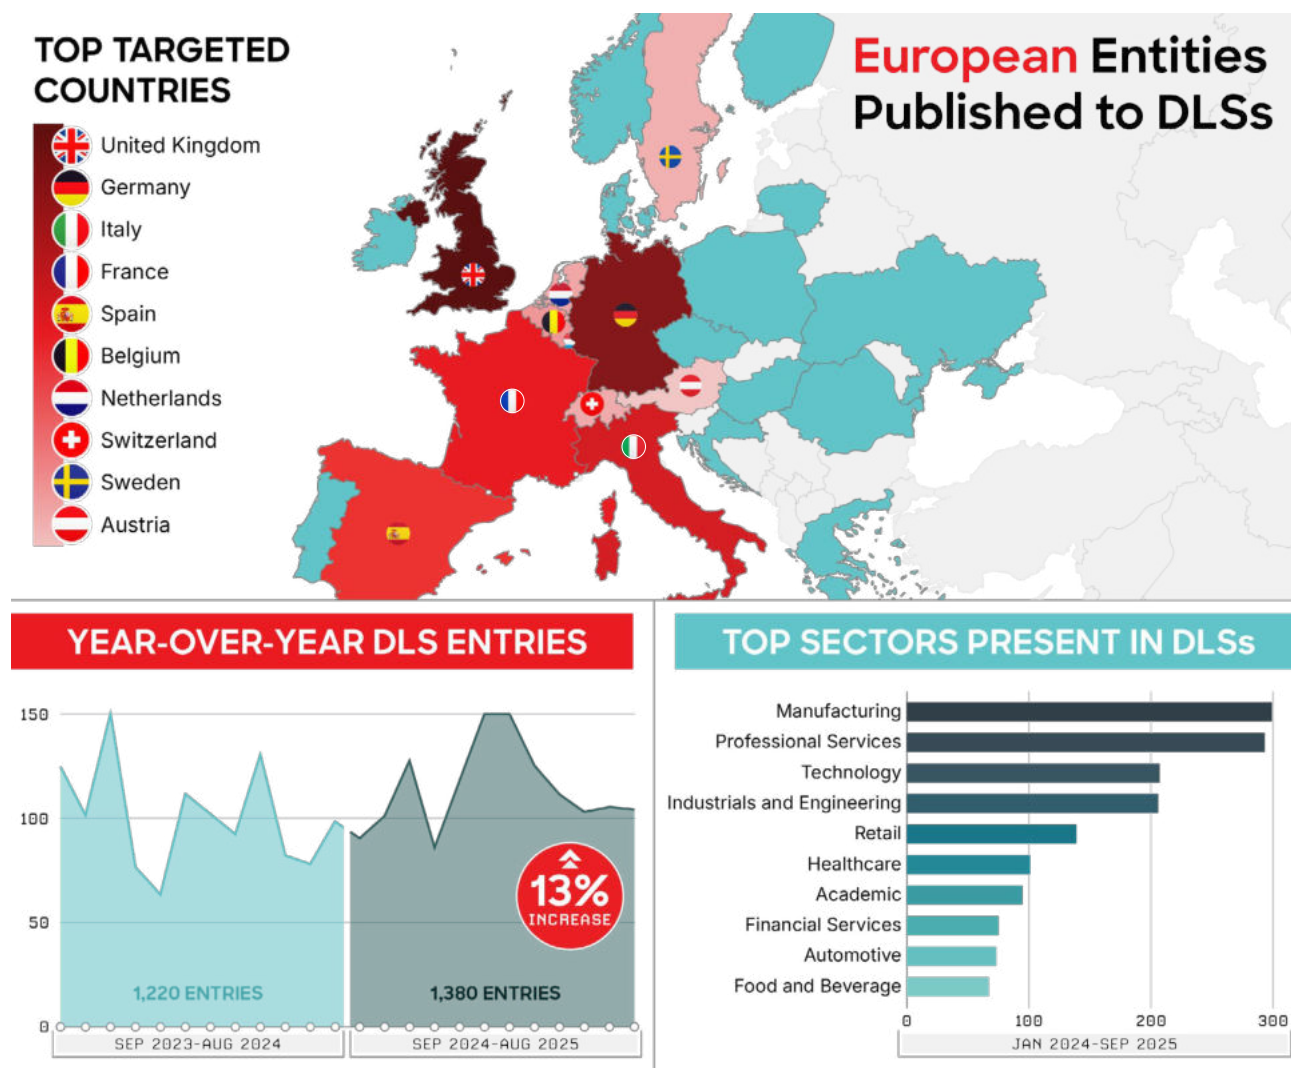 TOP TARGETED
COUNTRIES
United Kingdom
Germany
Italy
France
Spain
Belgium
Netherlands
Switzerland
Sweden
Austria
European Entities
Published to DLSs
YEAR-OVER-YEAR DLS ENTRIES
150
100
50
0
13%
INCREASE
1,220 ENTRIES
1,380 ENTRIES
SEP 2023-AUG 2024
SEP 2024-AUG 2025
TOP SECTORS PRESENT IN DLSs
Manufacturing
Professional Services
Technology
Industrials and Engineering
Retail
Healthcare
Academic
Financial Services
Automotive
Food and Beverage
0 100 200 300
JAN 2024-SEP 2025